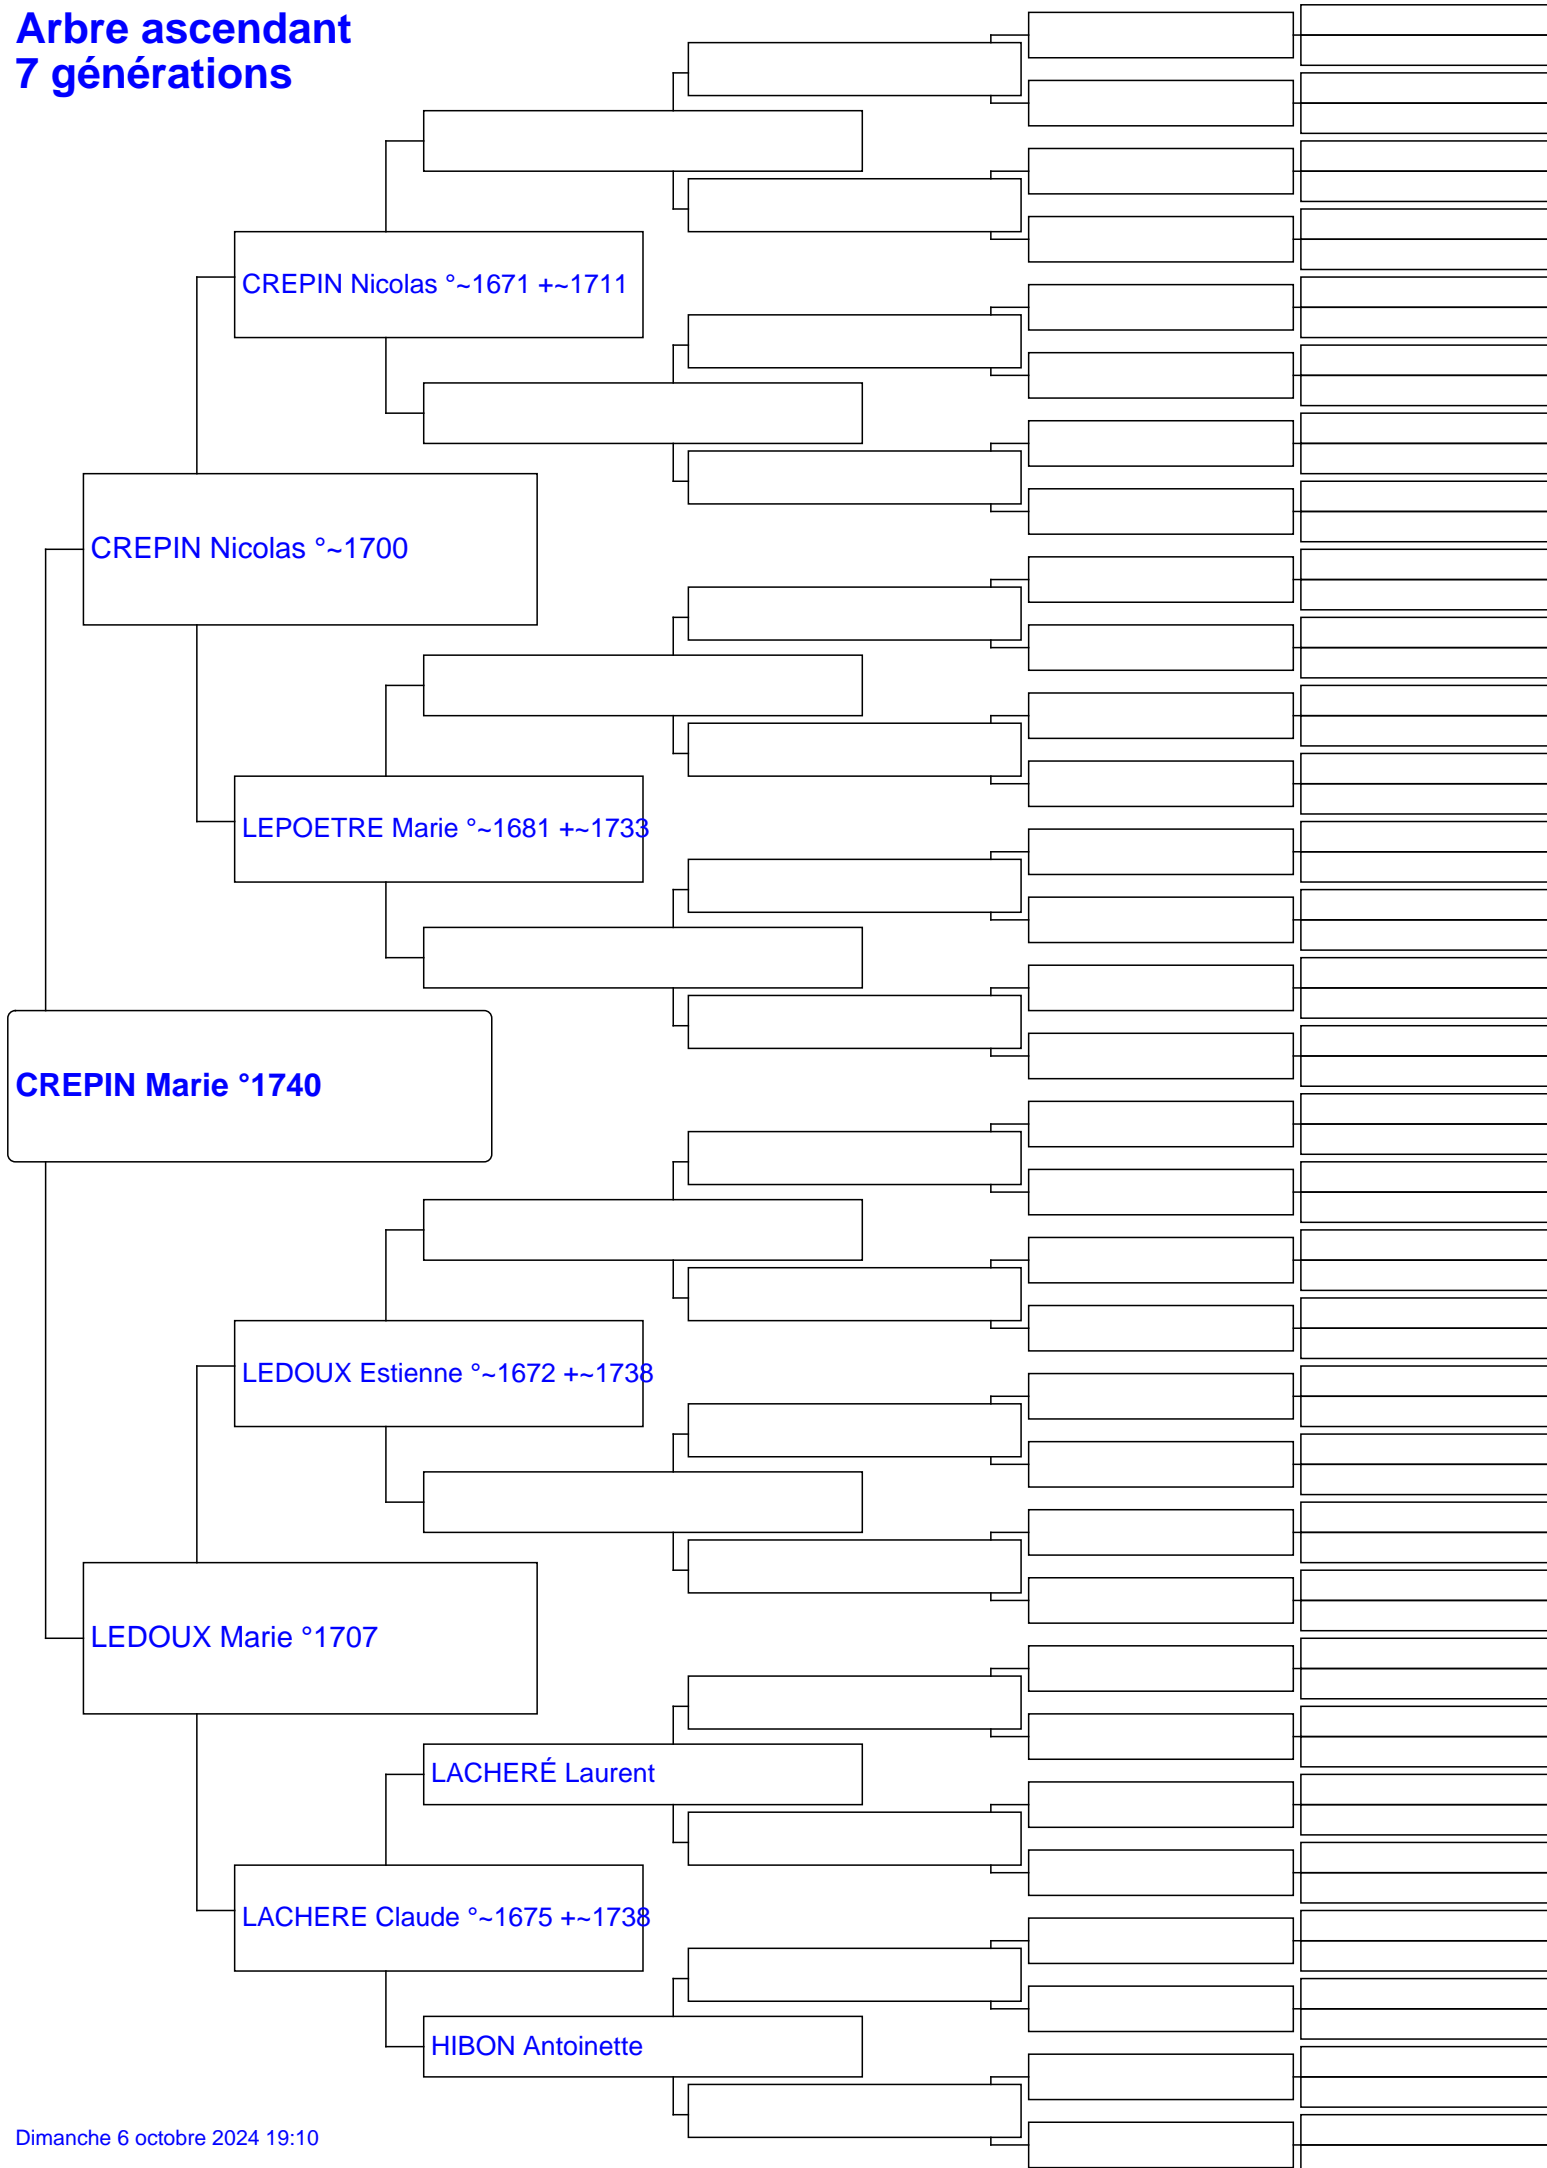 Arbre ascendant
7 générations
CREPIN Nicolas °~1671 +~1711
CREPIN Nicolas °~1700
LEPOETRE Marie °~1681 +~1733
CREPIN Marie °1740
LEDOUX Estienne °~1672 +~1738
LEDOUX Marie °1707
LACHERÉ Laurent
LACHERE Claude °~1675 +~1738
HIBON Antoinette
Dimanche 6 octobre 2024 19:10